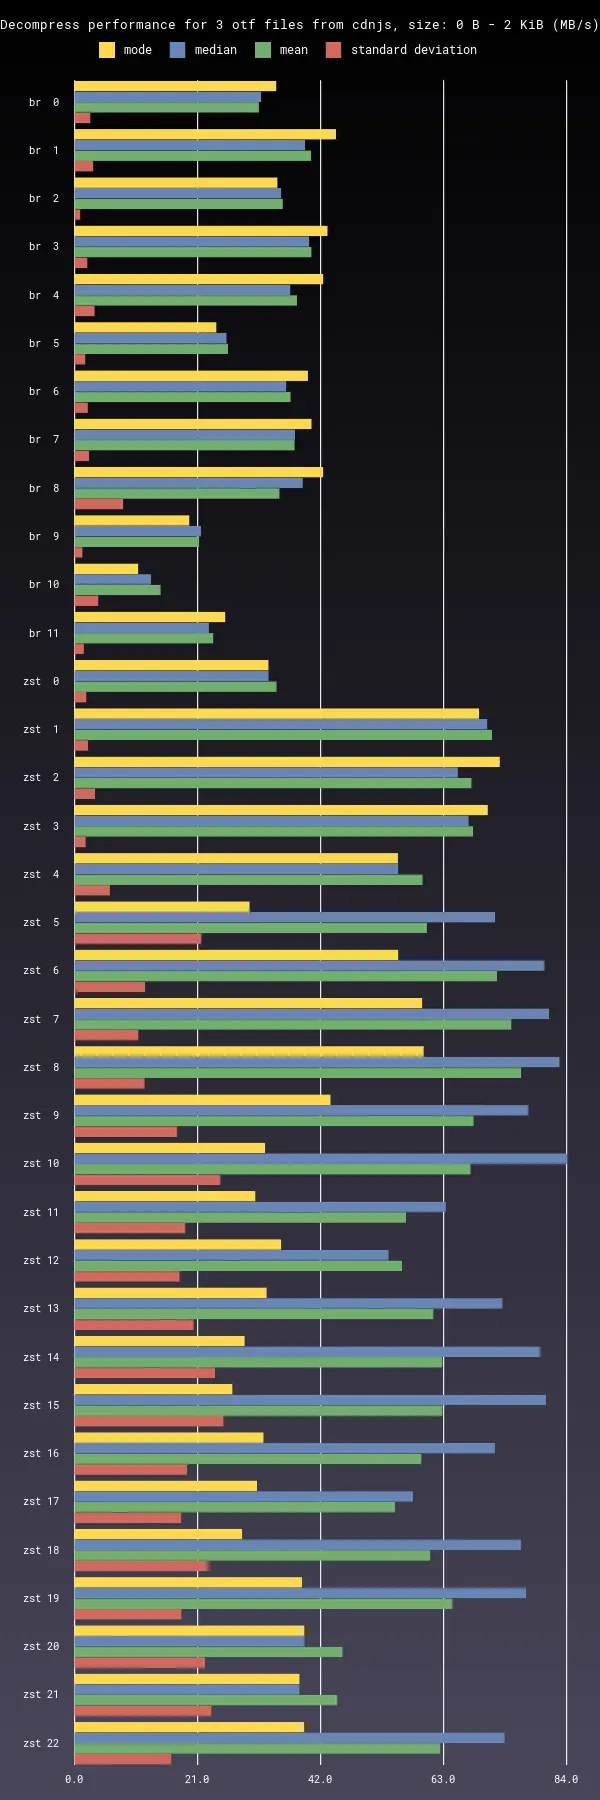 Decompress performance for 3 otf files from cdnjs, size: 0 B - 2 KiB (MB/s)
mode median mean standard deviation
br 0
br 1
br 2
br 3
br 4
br 5
br 6
br 7
br 8
br 9
br 10
br 11
zst 0
zst 1
zst 2
zst 3
zst 4
zst 5
zst 6
zst 7
zst 8
zst 9
zst 10
zst 11
zst 12
zst 13
zst 14
zst 15
zst 16
zst 17
zst 18
zst 19
zst 20
zst 21
zst 22
0.0 21.0 42.0 63.0 84.0